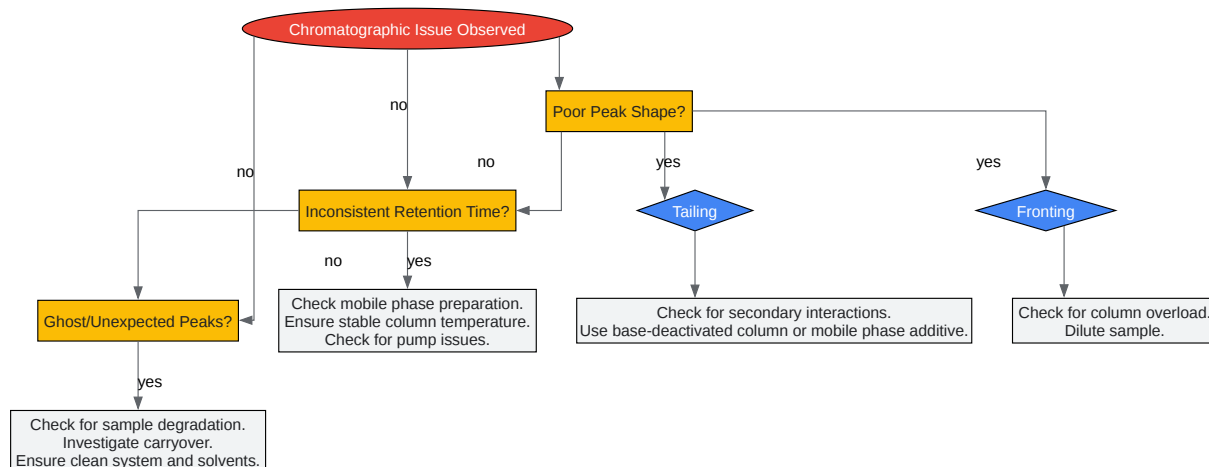 Chromatographic Issue Observed
no
Poor Peak Shape?
no
no
yes
yes
Inconsistent Retention Time?
Tailing
Fronting
no
yes
Ghost/Unexpected Peaks?
Check mobile phase preparation.
Ensure stable column temperature.
Check for pump issues.
Check for secondary interactions.
Use base-deactivated column or mobile phase additive.
Check for column overload.
Dilute sample.
yes
Check for sample degradation.
Investigate carryover.
Ensure clean system and solvents.